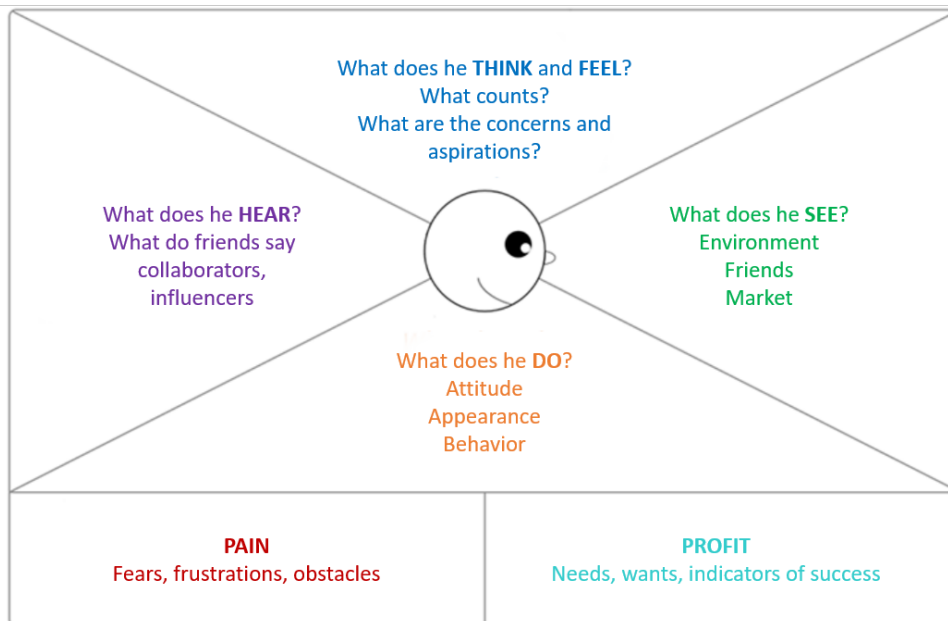 What does he THINK and FEEL?
What counts?
What are the concerns and
aspirations?
What does he HEAR?
What do friends say
collaborators,
influencers
What does he SEE?
Environment
Friends
Market
What does he DO?
Attitude
Appearance
Behavior
PAIN
Fears, frustrations, obstacles
PROFIT
Needs, wants, indicators of success